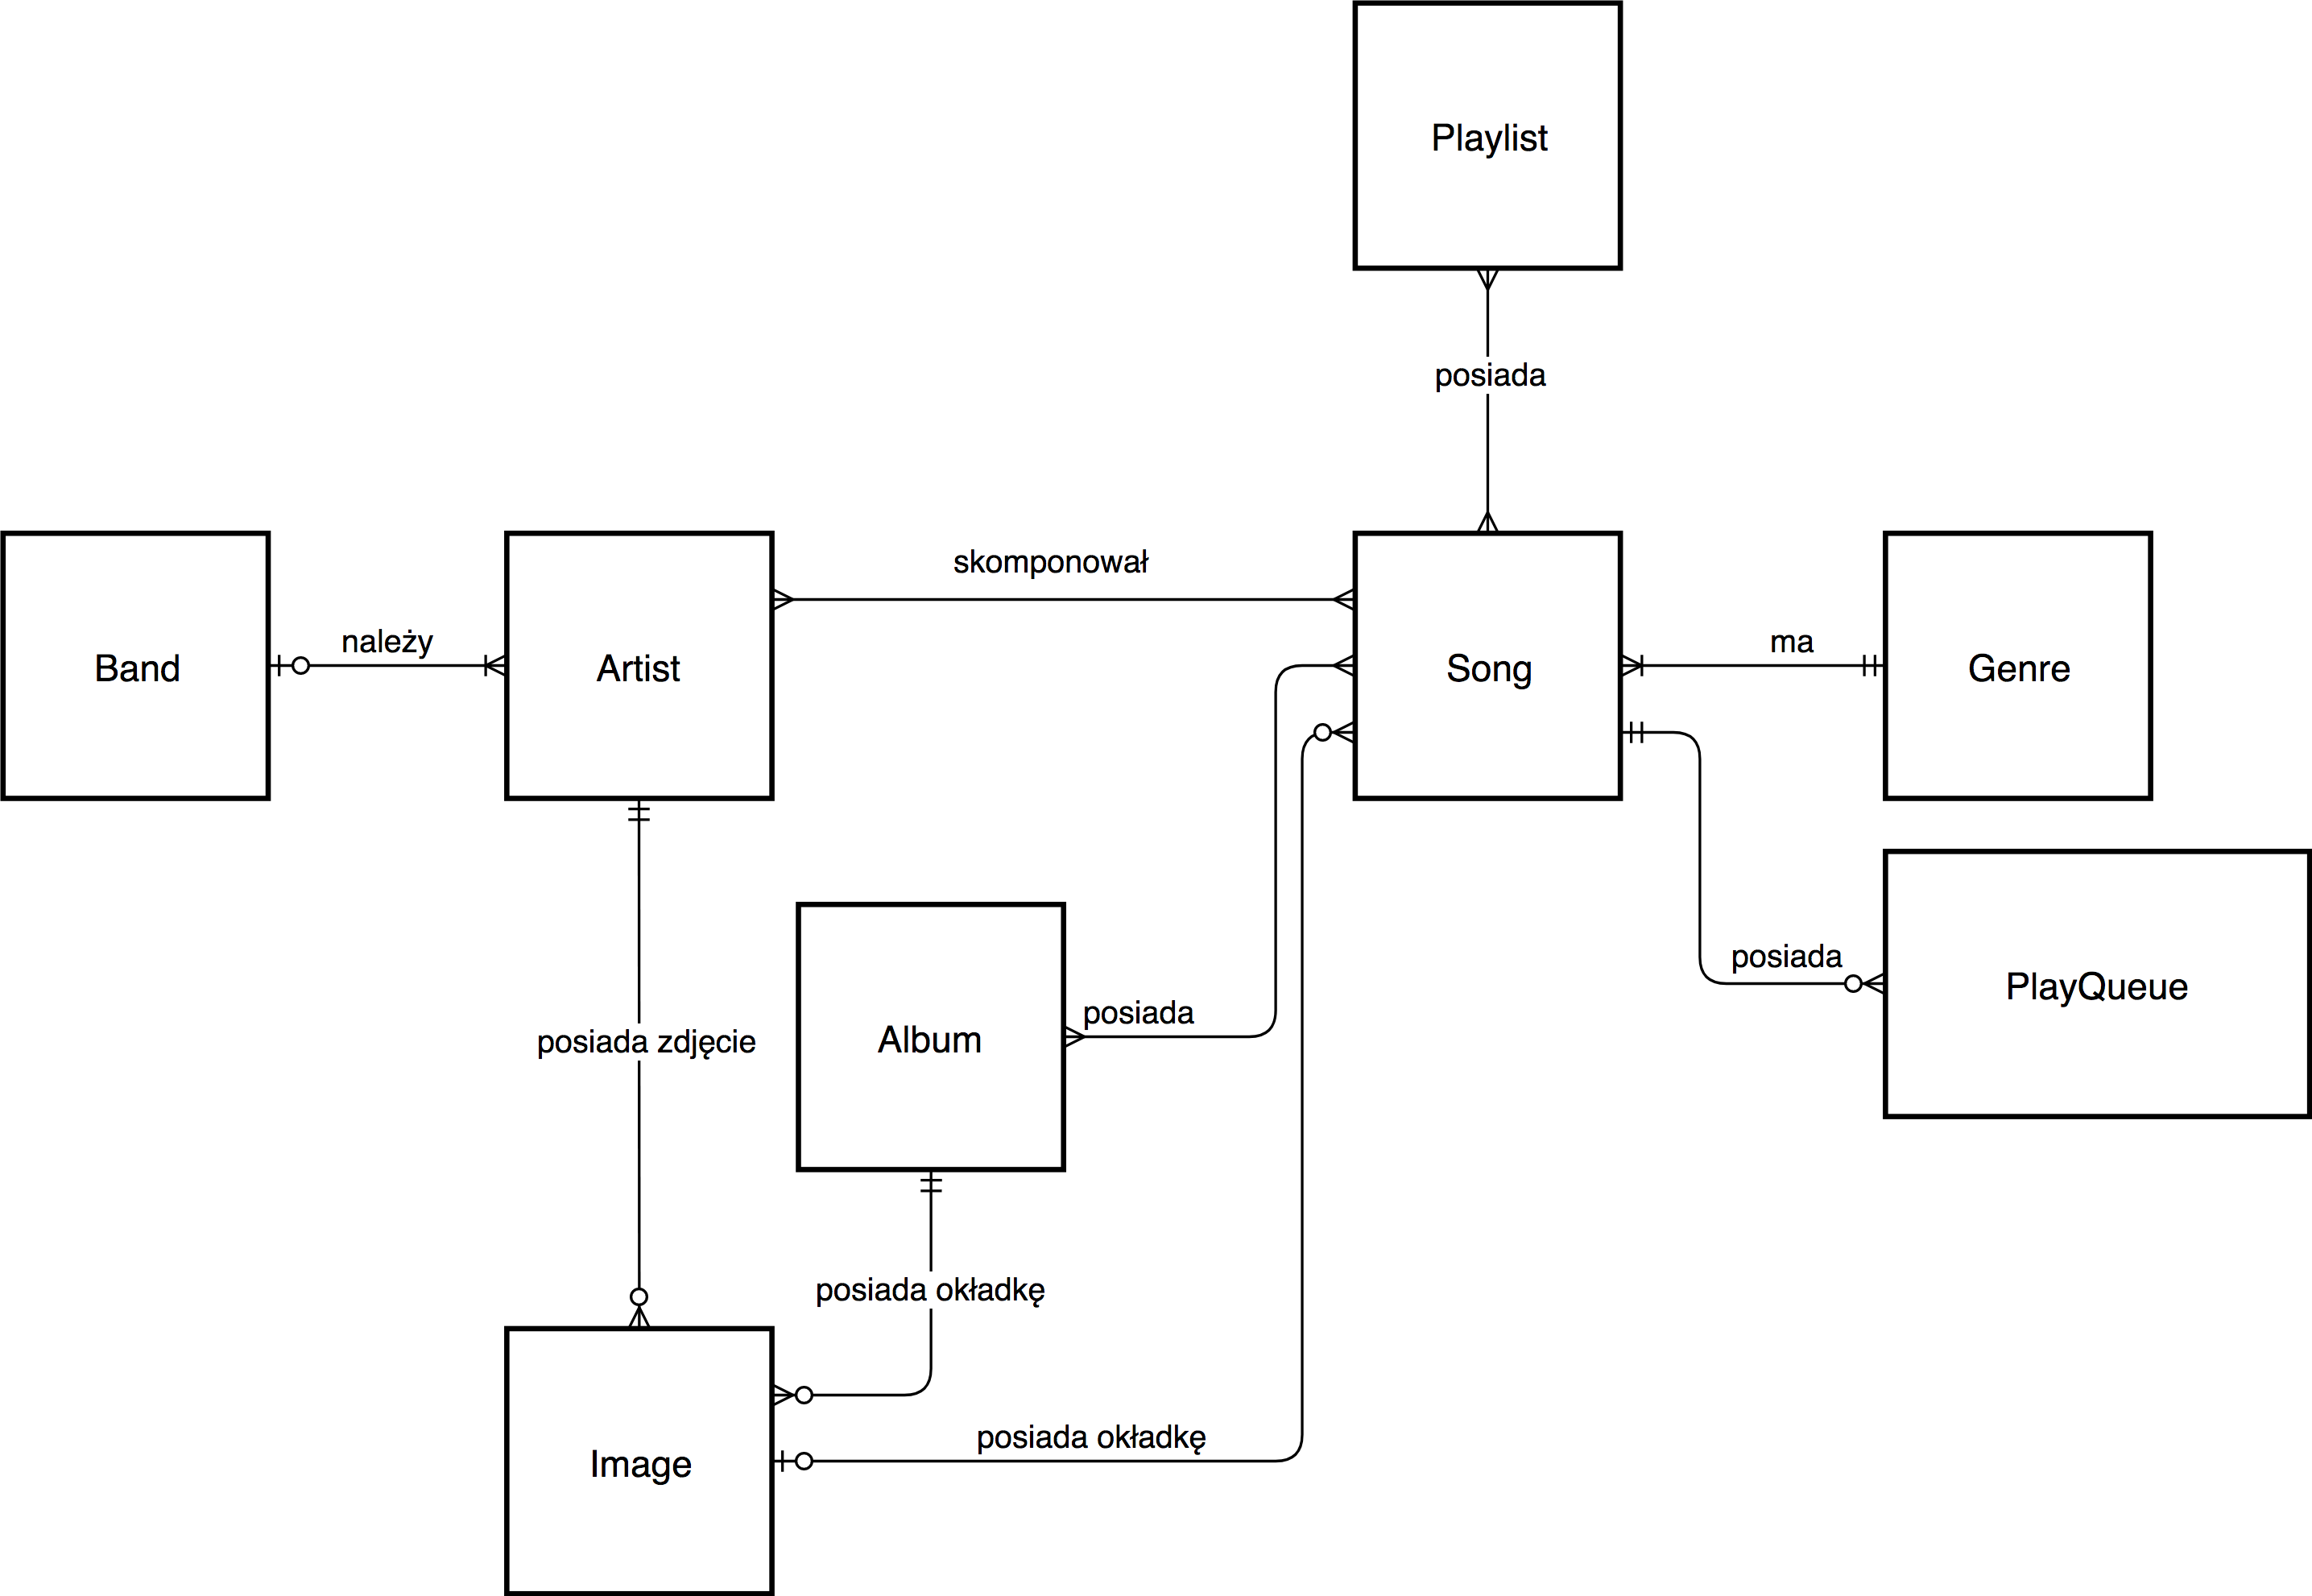 Playlist
posiada
skomponował
należy
ma
Band
Artist
Song
Genre
posiada
PlayQueue
posiada
Album
posiada zdjęcie
posiada okładkę
posiada okładkę
Image